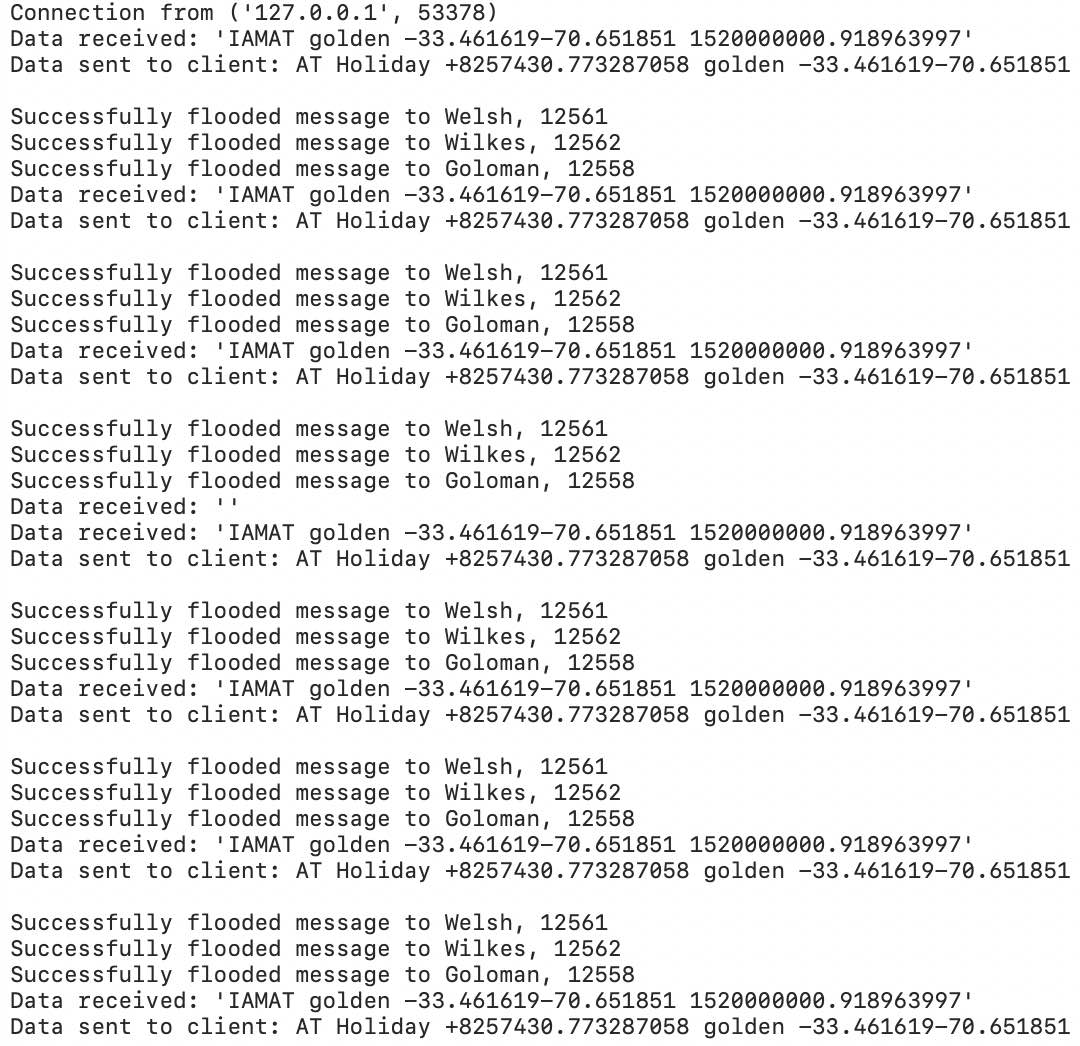 Connection from ('127.0.0.1', 53378)
Data received: 'IAMAT golden -33.461619-70.651851 1520000000.918963997'
Data sent to client: AT Holiday +8257430.773287058 golden -33.461619-70.651851
Successfully flooded message to Welsh, 12561
Successfully flooded message to Wilkes, 12562
Successfully flooded message to Goloman, 12558
Data received: 'IAMAT golden -33.461619-70.651851 1520000000.918963997'
Data sent to client: AT Holiday +8257430.773287058 golden -33.461619-70.651851
Successfully flooded message to Welsh, 12561
Successfully flooded message to Wilkes, 12562
Successfully flooded message to Goloman, 12558
Data received: 'IAMAT golden -33.461619-70.651851 1520000000.918963997'
Data sent to client: AT Holiday +8257430.773287058 golden -33.461619-70.651851
Successfully flooded message to Welsh, 12561
Successfully flooded message to Wilkes, 12562
Successfully flooded message to Goloman, 12558
Data received: ''
Data received: 'IAMAT golden -33.461619-70.651851 1520000000.918963997'
Data sent to client: AT Holiday +8257430.773287058 golden -33.461619-70.651851
Successfully flooded message to Welsh, 12561
Successfully flooded message to Wilkes, 12562
Successfully flooded message to Goloman, 12558
Data received: 'IAMAT golden -33.461619-70.651851 1520000000.918963997'
Data sent to client: AT Holiday +8257430.773287058 golden -33.461619-70.651851
Successfully flooded message to Welsh, 12561
Successfully flooded message to Wilkes, 12562
Successfully flooded message to Goloman, 12558
Data received: 'IAMAT golden -33.461619-70.651851 1520000000.918963997'
Data sent to client: AT Holiday +8257430.773287058 golden -33.461619-70.651851
Successfully flooded message to Welsh, 12561
Successfully flooded message to Wilkes, 12562
Successfully flooded message to Goloman, 12558
Data received: 'IAMAT golden -33.461619-70.651851 1520000000.918963997'
Data sent to client: AT Holiday +8257430.773287058 golden -33.461619-70.651851